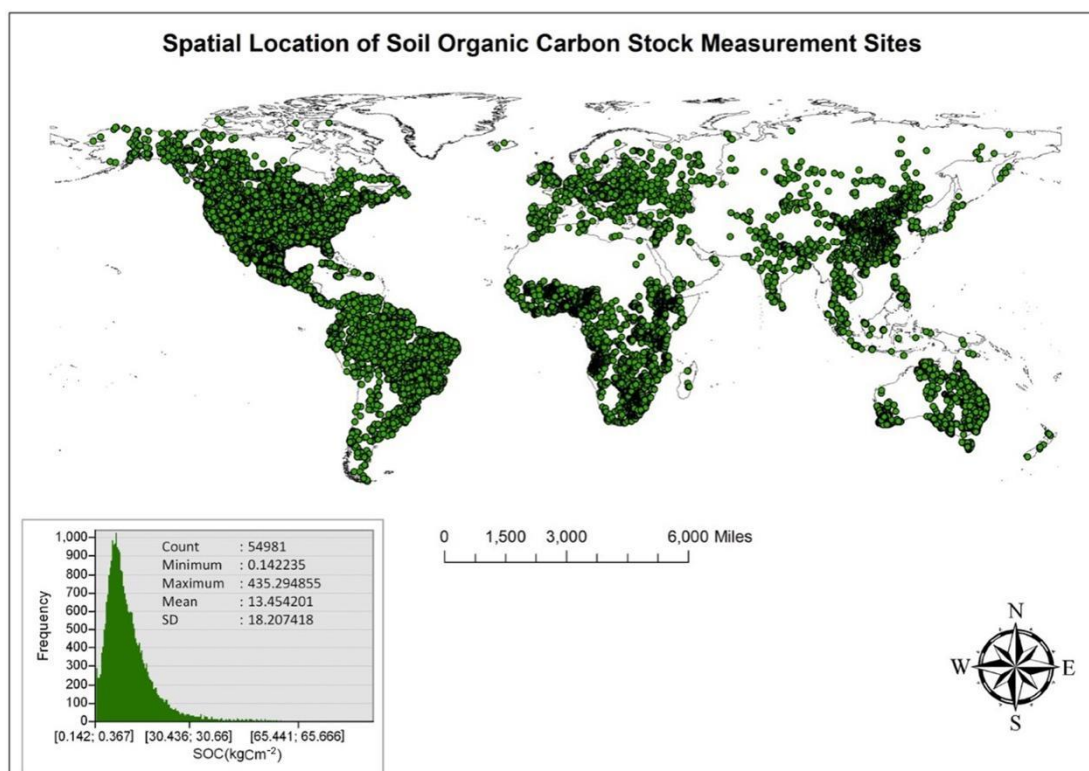 Spatial Location of Soil Organic Carbon Stock Measurement Sites
0 1,500 3,000 6,000 Miles
1,000
900
800
700
600
500
400
300
200
100
0
Frequency
Count : 54981
Minimum : 0.142235
Maximum : 435.294855
Mean : 13.454201
SD : 18.207418
[0.142; 0.367] [30.436; 30.66] [65.441; 65.666]
SOC(kgCm⁻²)
N
W E
S